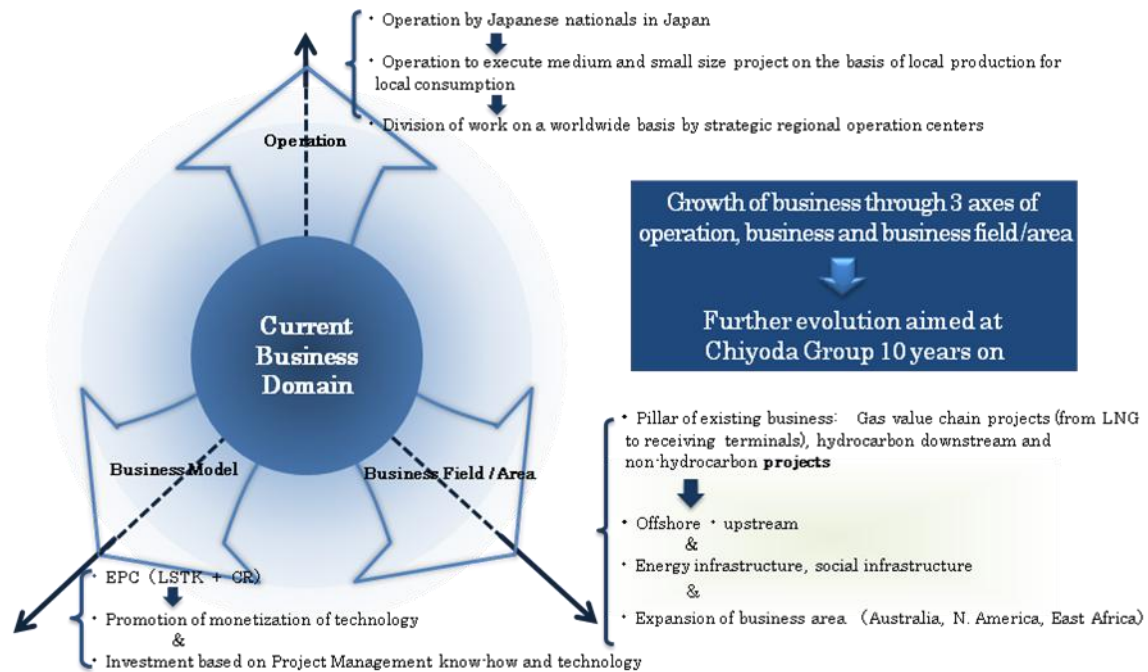 ・ Operation by Japanese nationals in Japan
・ Operation to execute medium and small size project on the basis of local production for
local consumption
・ Division of work on a worldwide basis by strategic regional operation centers
Operation
Growth of business through 3 axes of
operation, business and business field/area
Further evolution aimed at
Chiyoda Group 10 years on
Current
Business
Domain
Business Model
Business Field / Area
・ Pillar of existing business: Gas value chain projects (from LNG
to receiving terminals), hydrocarbon downstream and
non-hydrocarbon projects
・ Offshore ・ upstream
&
・ Energy infrastructure, social infrastructure
&
・ Expansion of business area (Australia, N. America, East Africa)
・ EPC (LSTK + CR)
・ Promotion of monetization of technology
&
・ Investment based on Project Management know-how and technology